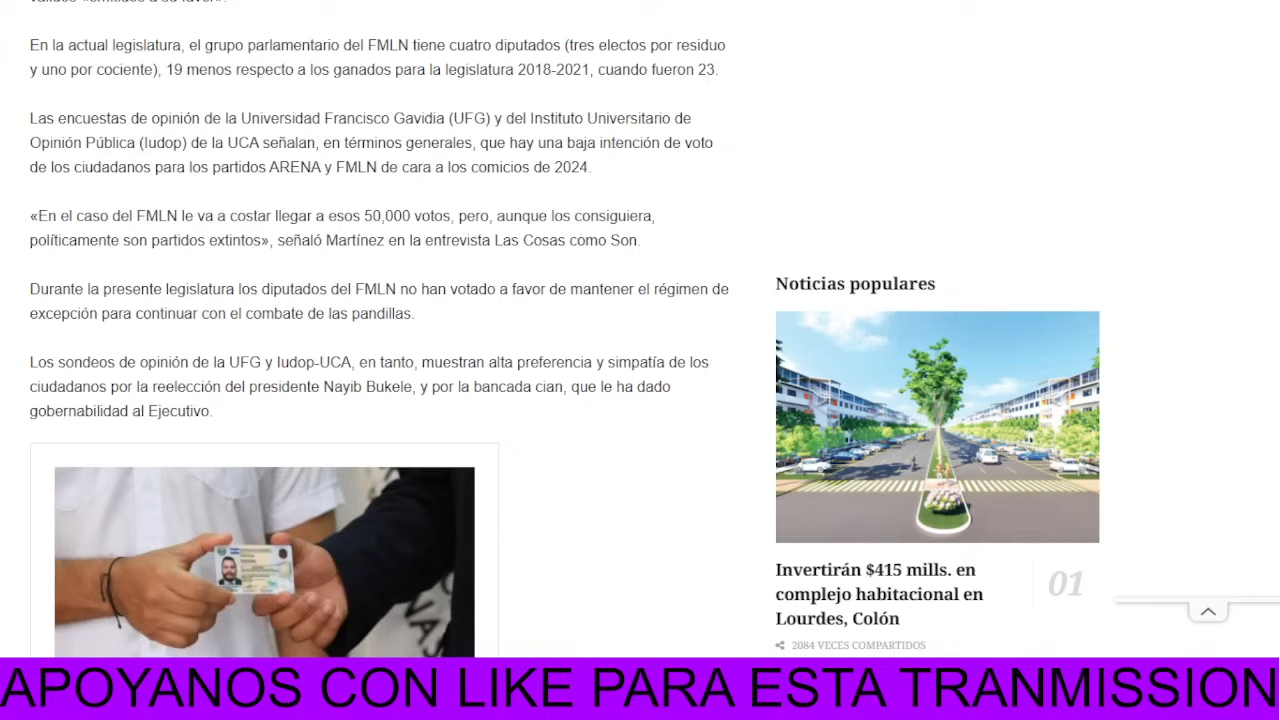 En la actual legislatura, el grupo parlamentario del FMLN tiene cuatro diputados (tres electos por residuo
y uno por cociente), 19 menos respecto a los ganados para la legislatura 2018-2021, cuando fueron 23.
Las encuestas de opinión de la Universidad Francisco Gavidia (UFG) y del Instituto Universitario de
Opinión Pública (Iudop) de la UCA señalan, en términos generales, que hay una baja intención de voto
de los ciudadanos para los partidos ARENA y FMLN de cara a los comicios de 2024.
«En el caso del FMLN le va a costar llegar a esos 50,000 votos, pero, aunque los consiguiera,
políticamente son partidos extintos», señaló Martínez en la entrevista Las Cosas como Son.
Durante la presente legislatura los diputados del FMLN no han votado a favor de mantener el régimen de
excepción para continuar con el combate de las pandillas.
Los sondeos de opinión de la UFG y Iudop-UCA, en tanto, muestran alta preferencia y simpatía de los
ciudadanos por la reelección del presidente Nayib Bukele, y por la bancada cian, que le ha dado
gobernabilidad al Ejecutivo.
Noticias populares
Invertirán $415 mills. en
complejo habitacional en
Lourdes, Colón
01
2084 VECES COMPARTIDOS
APOYANOS CON LIKE PARA ESTA TRANMISSION